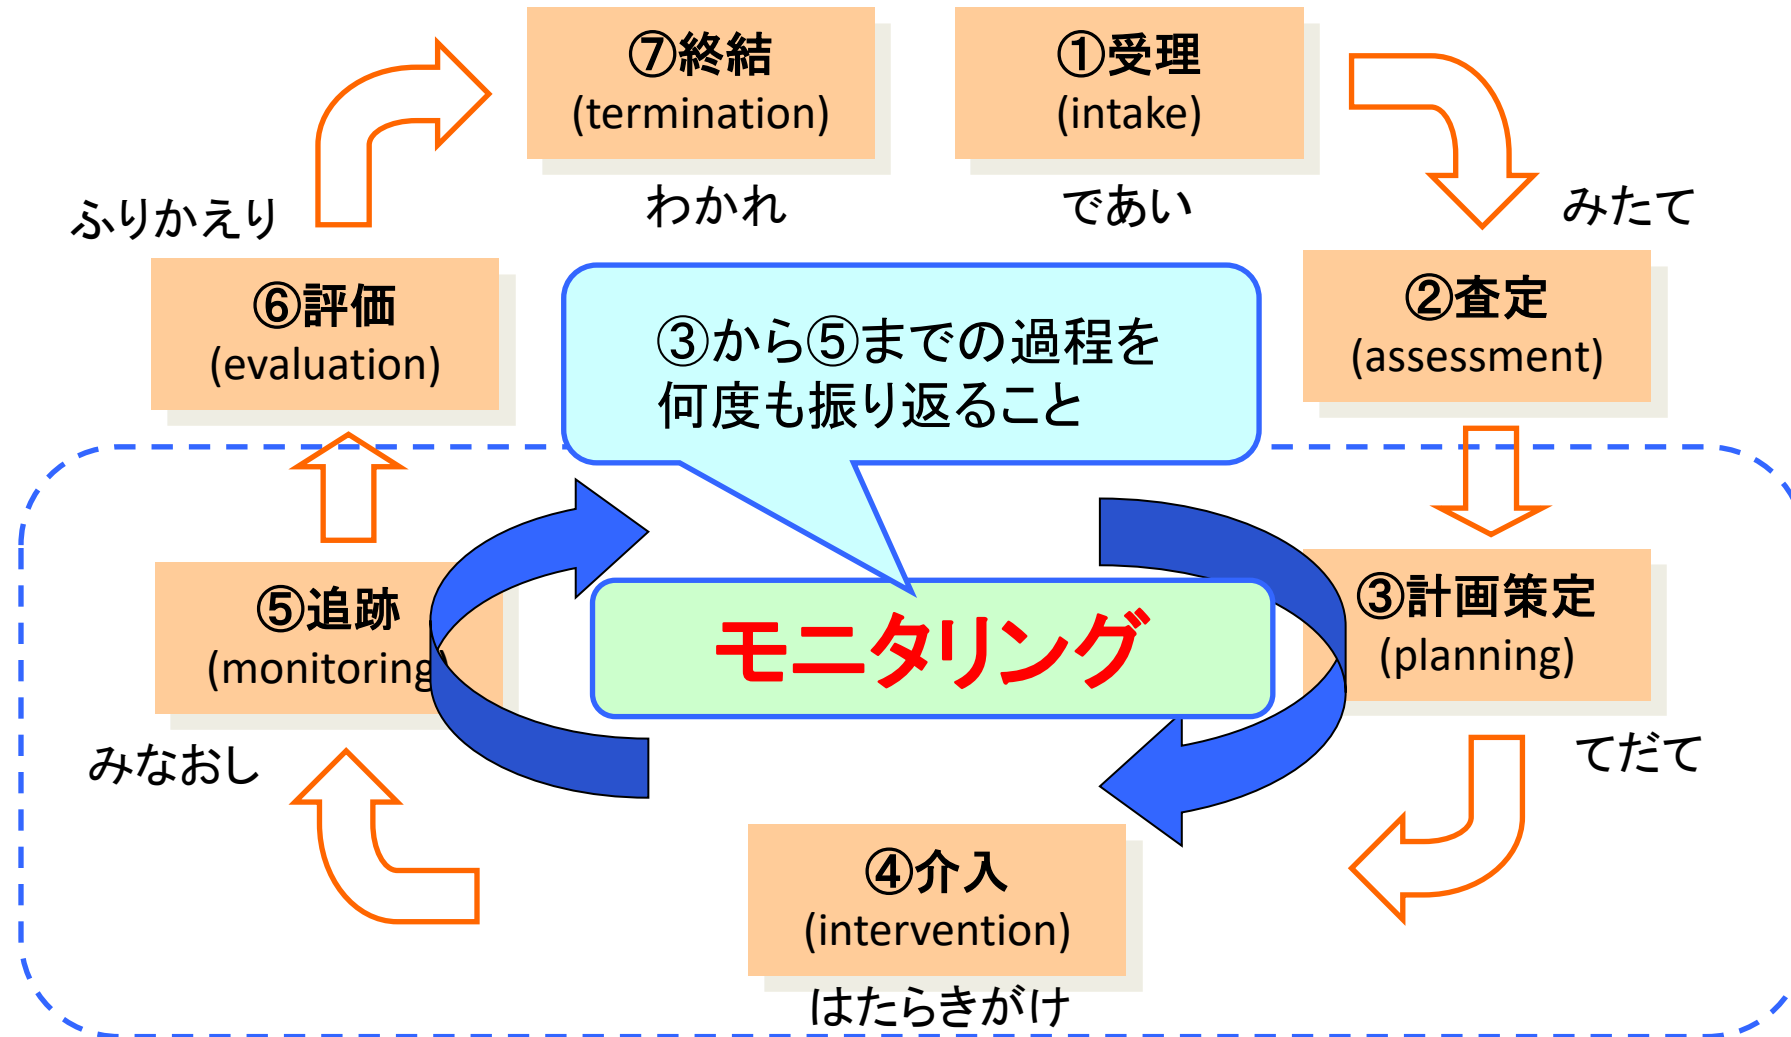 ⑦終結
(termination)
わかれ
①受理
(intake)
であい
みたて
②査定
(assessment)
③計画策定
(planning)
てだて
④介入
(intervention)
はたらきがけ
⑤追跡
(monitoring)
みなおし
⑥評価
(evaluation)
ふりかえり
③から⑤までの過程を
何度も振り返ること
モニタリング